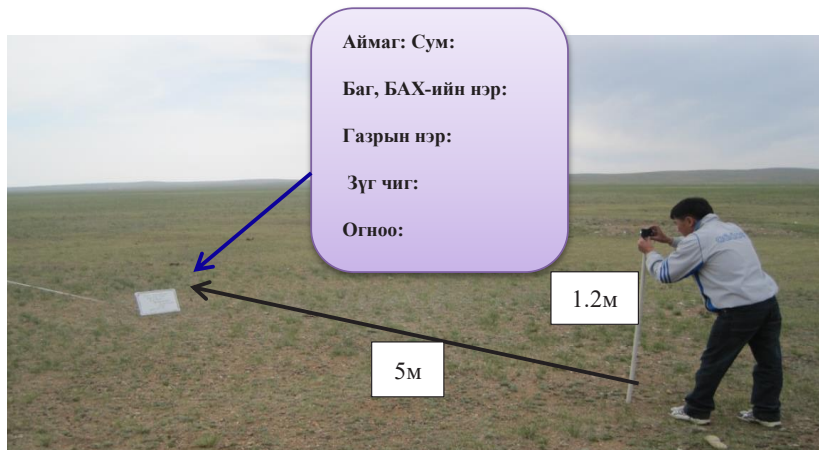 Аймаг: Сум:
Баг, БАХ-ийн нэр:
Газрын нэр:
Зүг чиг:
Огноо:
1.2м
5м